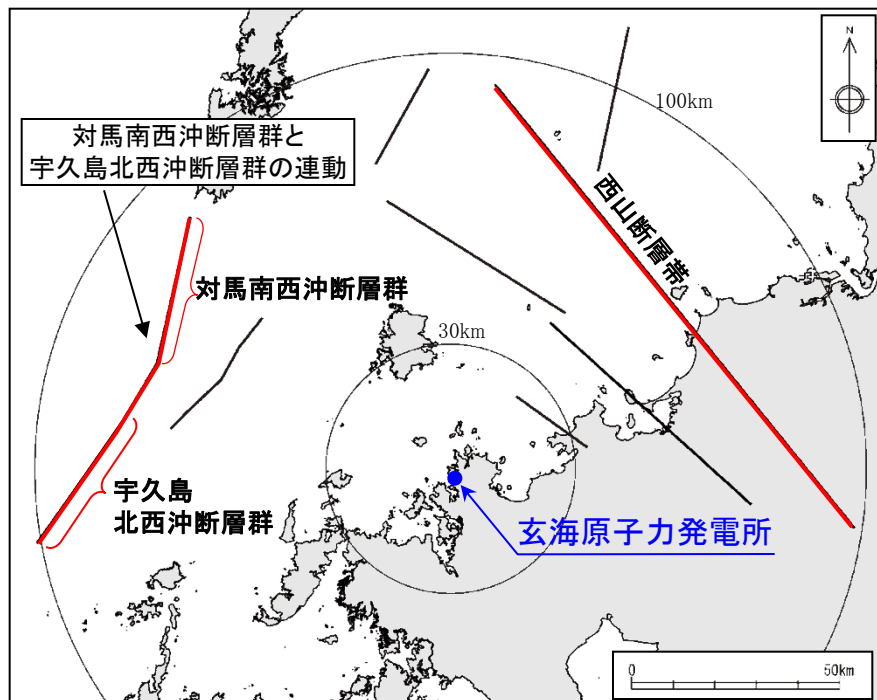 N
100km
対馬南西沖断層群と
宇久島北西沖断層群の連動
西山断層帯
対馬南西沖断層群
30km
宇久島
北西沖断層群
玄海原子力発電所
0
50km